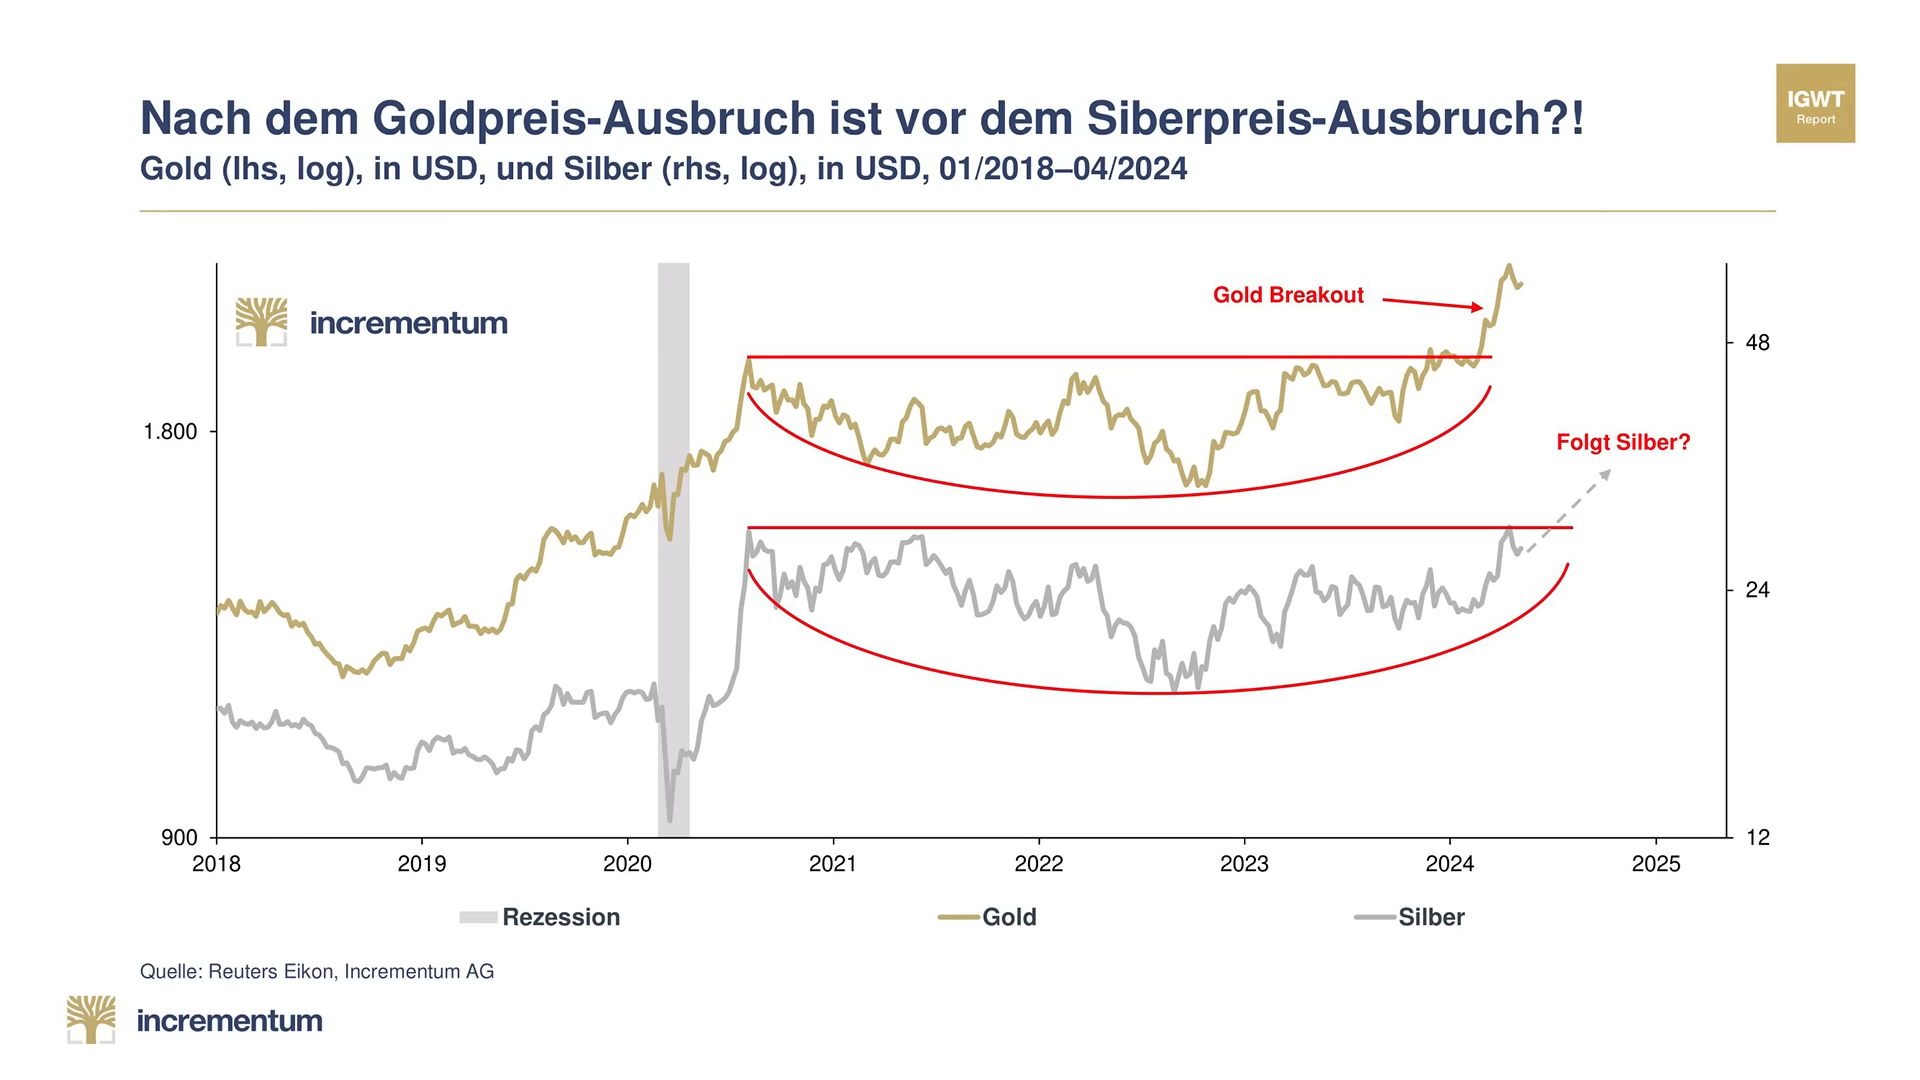 Nach dem Goldpreis-Ausbruch ist vor dem Siberpreis-Ausbruch?!
IGWT
Report
Gold (lhs, log), in USD, und Silber (rhs, log), in USD, 01/2018–04/2024
incrementum
Gold Breakout
48
1.800
Folgt Silber?
24
900
12
2018 2019 2020 2021 2022 2023 2024 2025
Rezession Gold Silber
Quelle: Reuters Eikon, Incrementum AG
incrementum